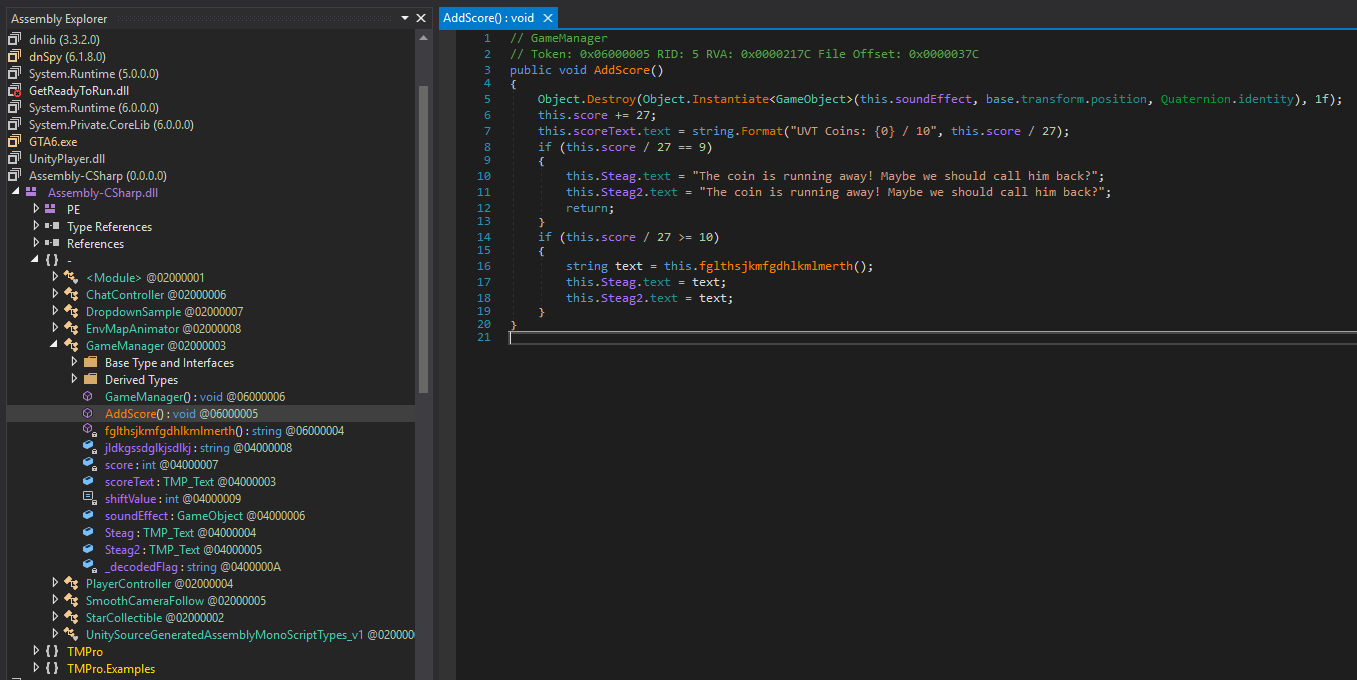 Assembly Explorer
dnlib (3.3.2.0)
dnSpy (6.1.8.0)
System.Runtime (5.0.0.0)
GetReadyToRun.dll
System.Runtime (6.0.0.0)
System.Private.CoreLib (6.0.0.0)
GTA6.exe
UnityPlayer.dll
Assembly-CSharp (0.0.0.0)
Assembly-CSharp.dll
PE
Type References
References
{ } -
<Module> @02000001
ChatController @02000006
DropdownSample @02000007
EnvMapAnimator @02000008
GameManager @02000003
Base Type and Interfaces
Derived Types
GameManager() : void @06000006
AddScore() : void @06000005
fglthsjkmfgdhlkmlmerth() : string @06000004
jldkgssdglkjsdlkj : string @04000008
score : int @04000007
scoreText : TMP_Text @04000003
shiftValue : int @04000009
soundEffect : GameObject @04000006
Steag : TMP_Text @04000004
Steag2 : TMP_Text @04000005
_decodedFlag : string @0400000A
PlayerController @02000004
SmoothCameraFollow @02000005
StarCollectible @02000002
UnitySourceGeneratedAssemblyMonoScriptTypes_v1 @020000
{ } TMPro
{ } TMPro.Examples
AddScore() : void
1 // GameManager
2 // Token: 0x06000005 RID: 5 RVA: 0x0000217C File Offset: 0x0000037C
3 public void AddScore()
4 {
5 Object.Destroy(Object.Instantiate<GameObject>(this.soundEffect, base.transform.position, Quaternion.identity), 1f);
6 this.score += 27;
7 this.scoreText.text = string.Format("UVT Coins: {0} / 10", this.score / 27);
8 if (this.score / 27 == 9)
9 {
10 this.Steag.text = "The coin is running away! Maybe we should call him back?";
11 this.Steag2.text = "The coin is running away! Maybe we should call him back?";
12 return;
13 }
14 if (this.score / 27 >= 10)
15 {
16 string text = this.fglthsjkmfgdhlkmlmerth();
17 this.Steag.text = text;
18 this.Steag2.text = text;
19 }
20 }
21